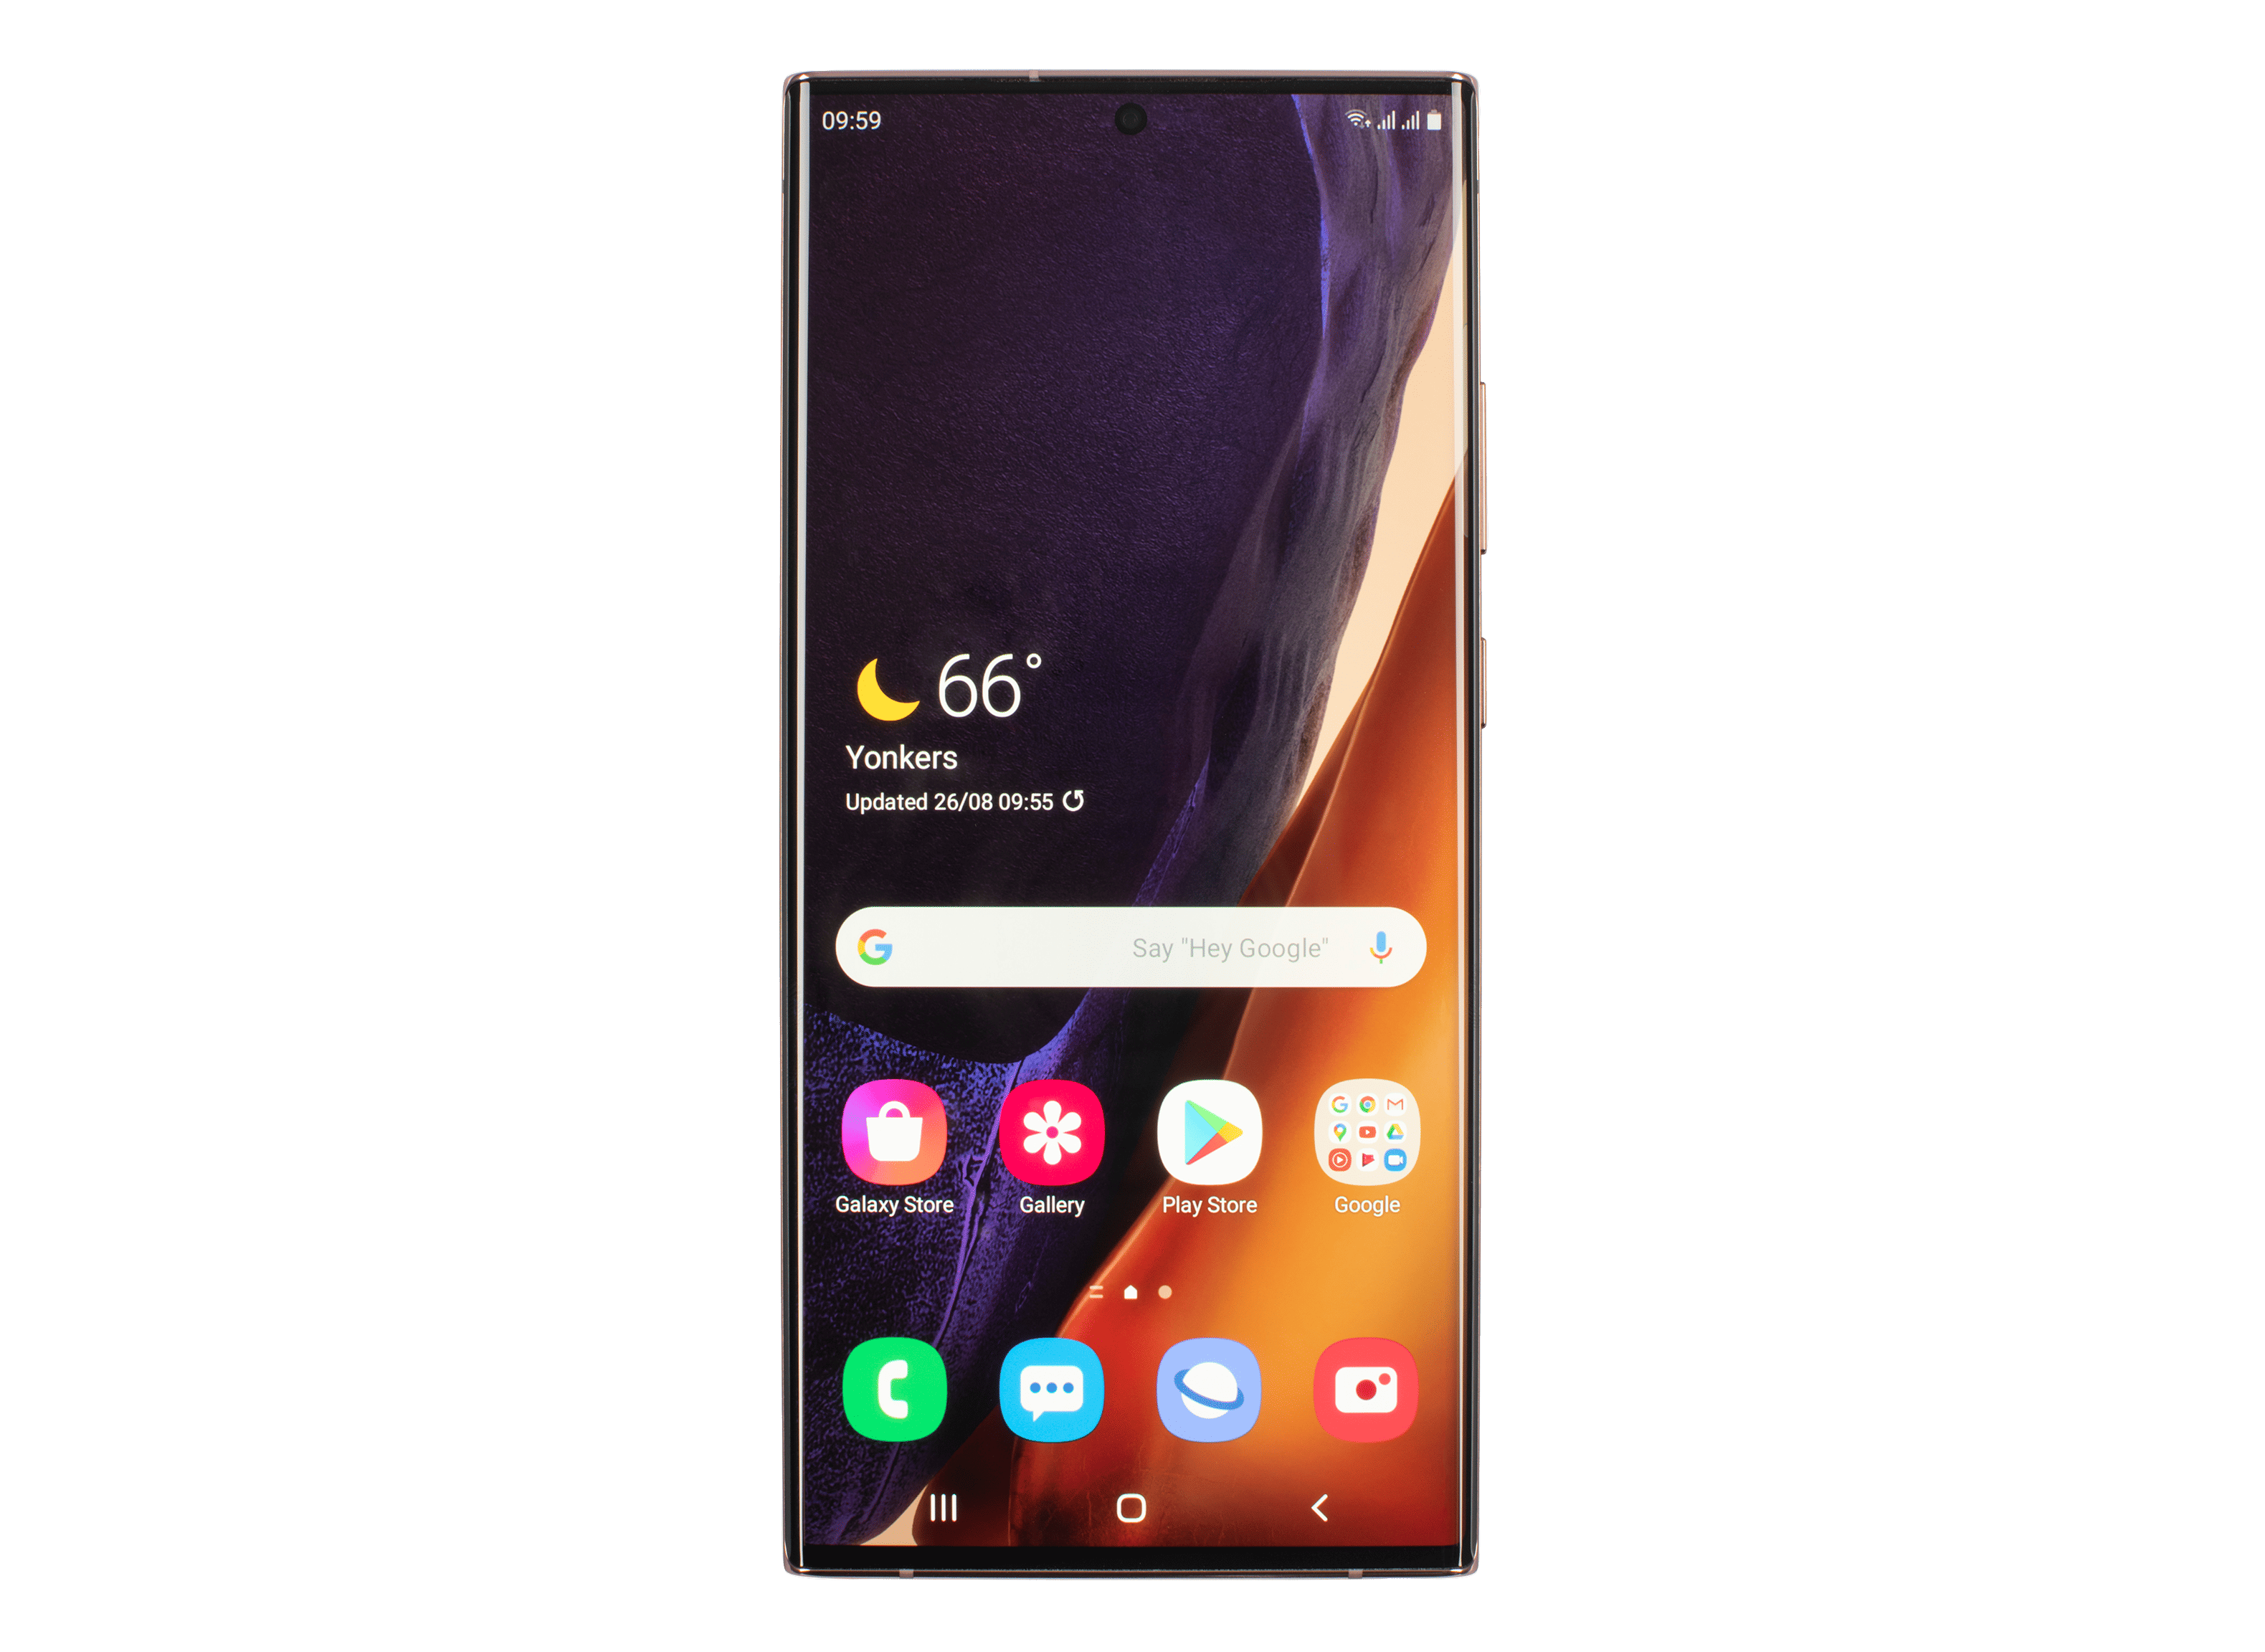 09:59
66°
Yonkers
Updated 26/08 09:55
Say "Hey Google"
Galaxy Store
Gallery
Play Store
Google